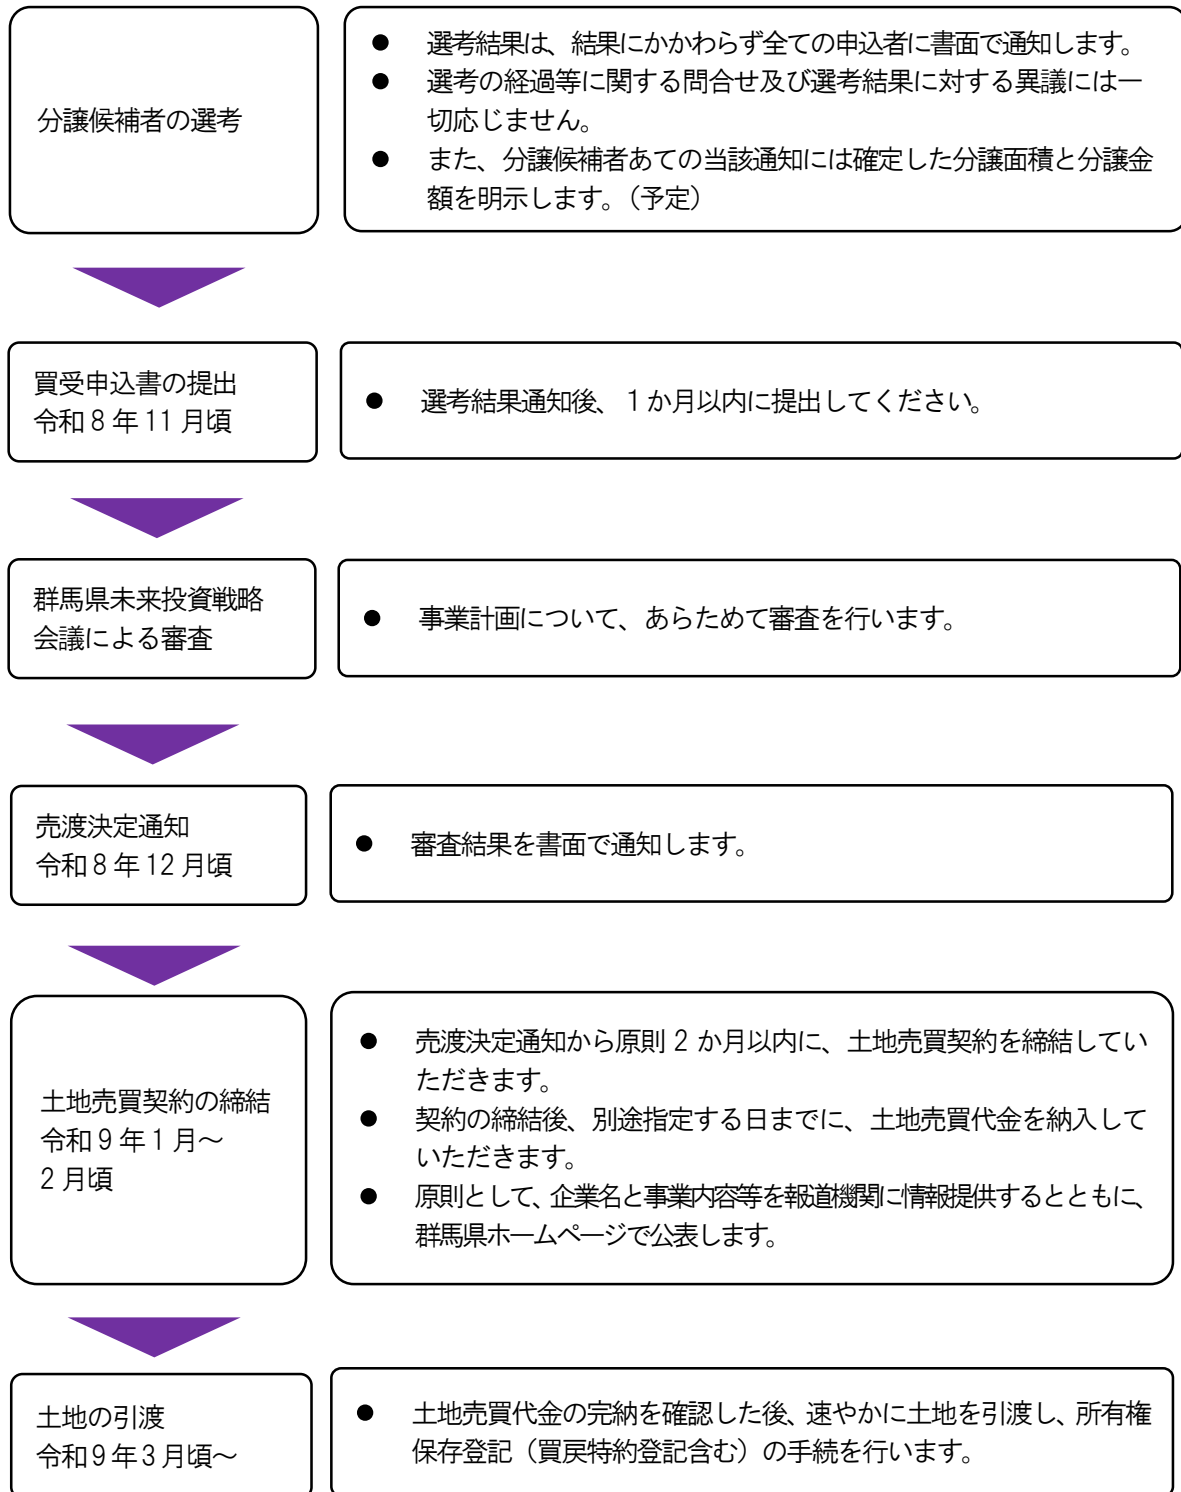 分譲候補者の選考
● 選考結果は、結果にかかわらず全ての申込者に書面で通知します。
● 選考の経過等に関する問合せ及び選考結果に対する異議には一
切応じません。
● また、分譲候補者あての当該通知には確定した分譲面積と分譲金
額を明示します。（予定）
買受申込書の提出
令和８年 11 月頃
● 選考結果通知後、１か月以内に提出してください。
群馬県未来投資戦略
会議による審査
● 事業計画について、あらためて審査を行います。
売渡決定通知
令和８年 12 月頃
● 審査結果を書面で通知します。
土地売買契約の締結
令和９年１月～
２月頃
● 売渡決定通知から原則２か月以内に、土地売買契約を締結してい
ただきます。
● 契約の締結後、別途指定する日までに、土地売買代金を納入して
いただきます。
● 原則として、企業名と事業内容等を報道機関に情報提供するとともに、
群馬県ホームページで公表します。
土地の引渡
令和９年３月頃～
● 土地売買代金の完納を確認した後、速やかに土地を引渡し、所有権
保存登記（買戻特約登記含む）の手続を行います。